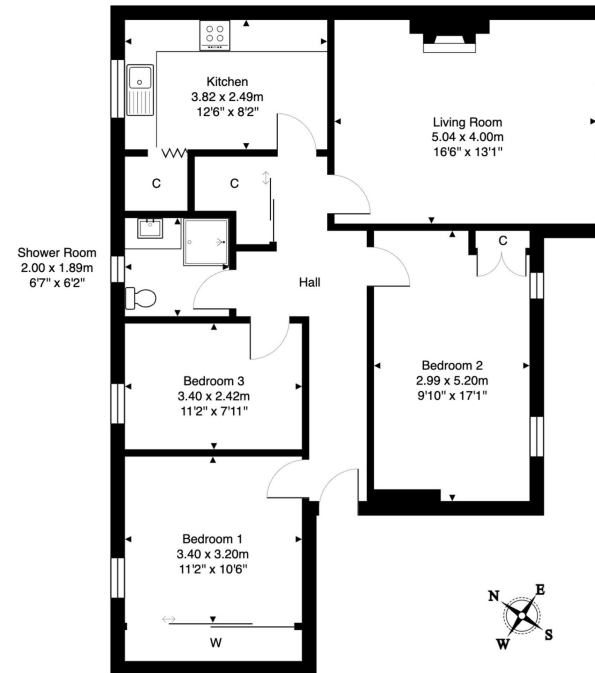 Kitchen
3.82 x 2.49m
12'6" x 8'2"
Living Room
5.04 x 4.00m
16'6" x 13'1"
C
C
Shower Room
2.00 x 1.89m
6'7" x 6'2"
Hall
C
Bedroom 2
2.99 x 5.20m
9'10" x 17'1"
Bedroom 3
3.40 x 2.42m
11'2" x 7'11"
Bedroom 1
3.40 x 3.20m
11'2" x 10'6"
W
N E
W S